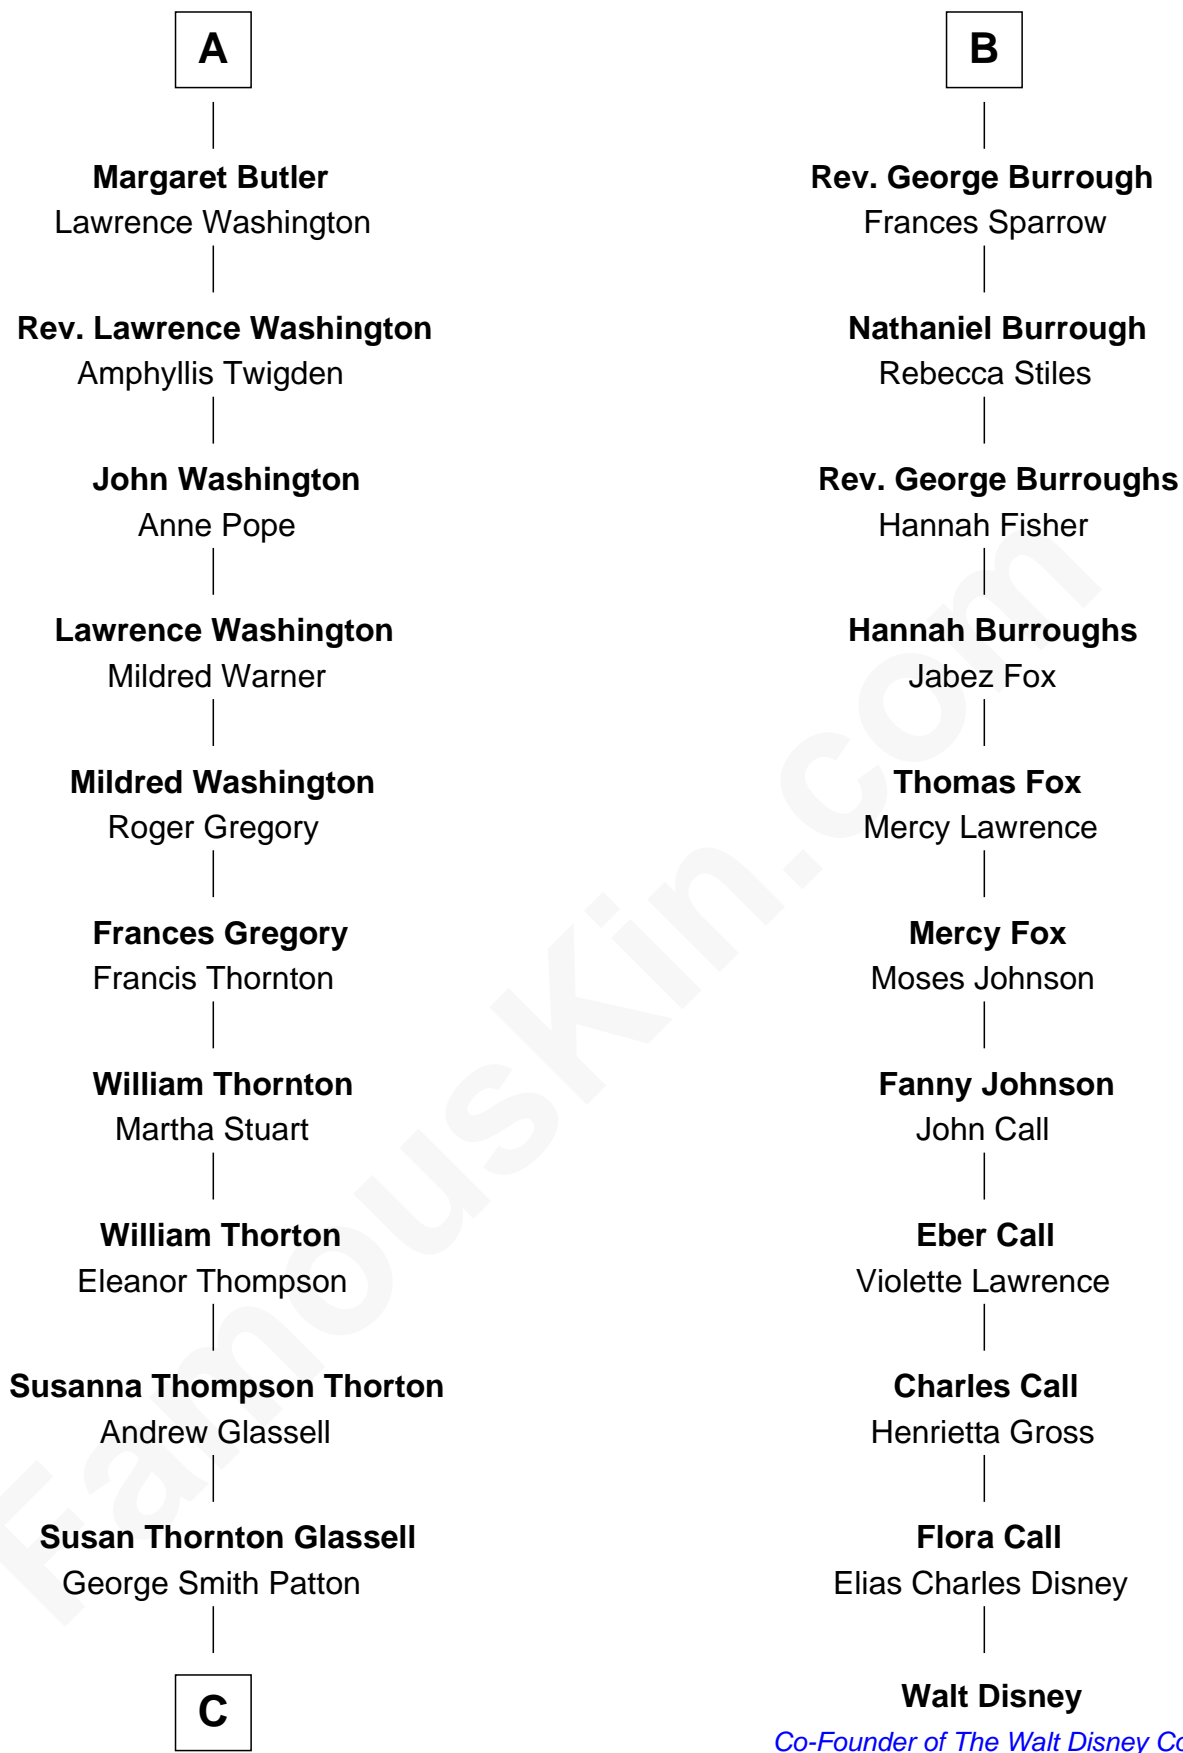 A
Margaret Butler
Lawrence Washington
Rev. Lawrence Washington
Amphyllis Twigden
John Washington
Anne Pope
Lawrence Washington
Mildred Warner
Mildred Washington
Roger Gregory
Frances Gregory
Francis Thornton
William Thornton
Martha Stuart
William Thorton
Eleanor Thompson
Susanna Thompson Thorton
Andrew Glassell
Susan Thornton Glassell
George Smith Patton
C
B
Rev. George Burrough
Frances Sparrow
Nathaniel Burrough
Rebecca Stiles
Rev. George Burroughs
Hannah Fisher
Hannah Burroughs
Jabez Fox
Thomas Fox
Mercy Lawrence
Mercy Fox
Moses Johnson
Fanny Johnson
John Call
Eber Call
Violette Lawrence
Charles Call
Henrietta Gross
Flora Call
Elias Charles Disney
Walt Disney
Co-Founder of The Walt Disney Co
FamousKin.com